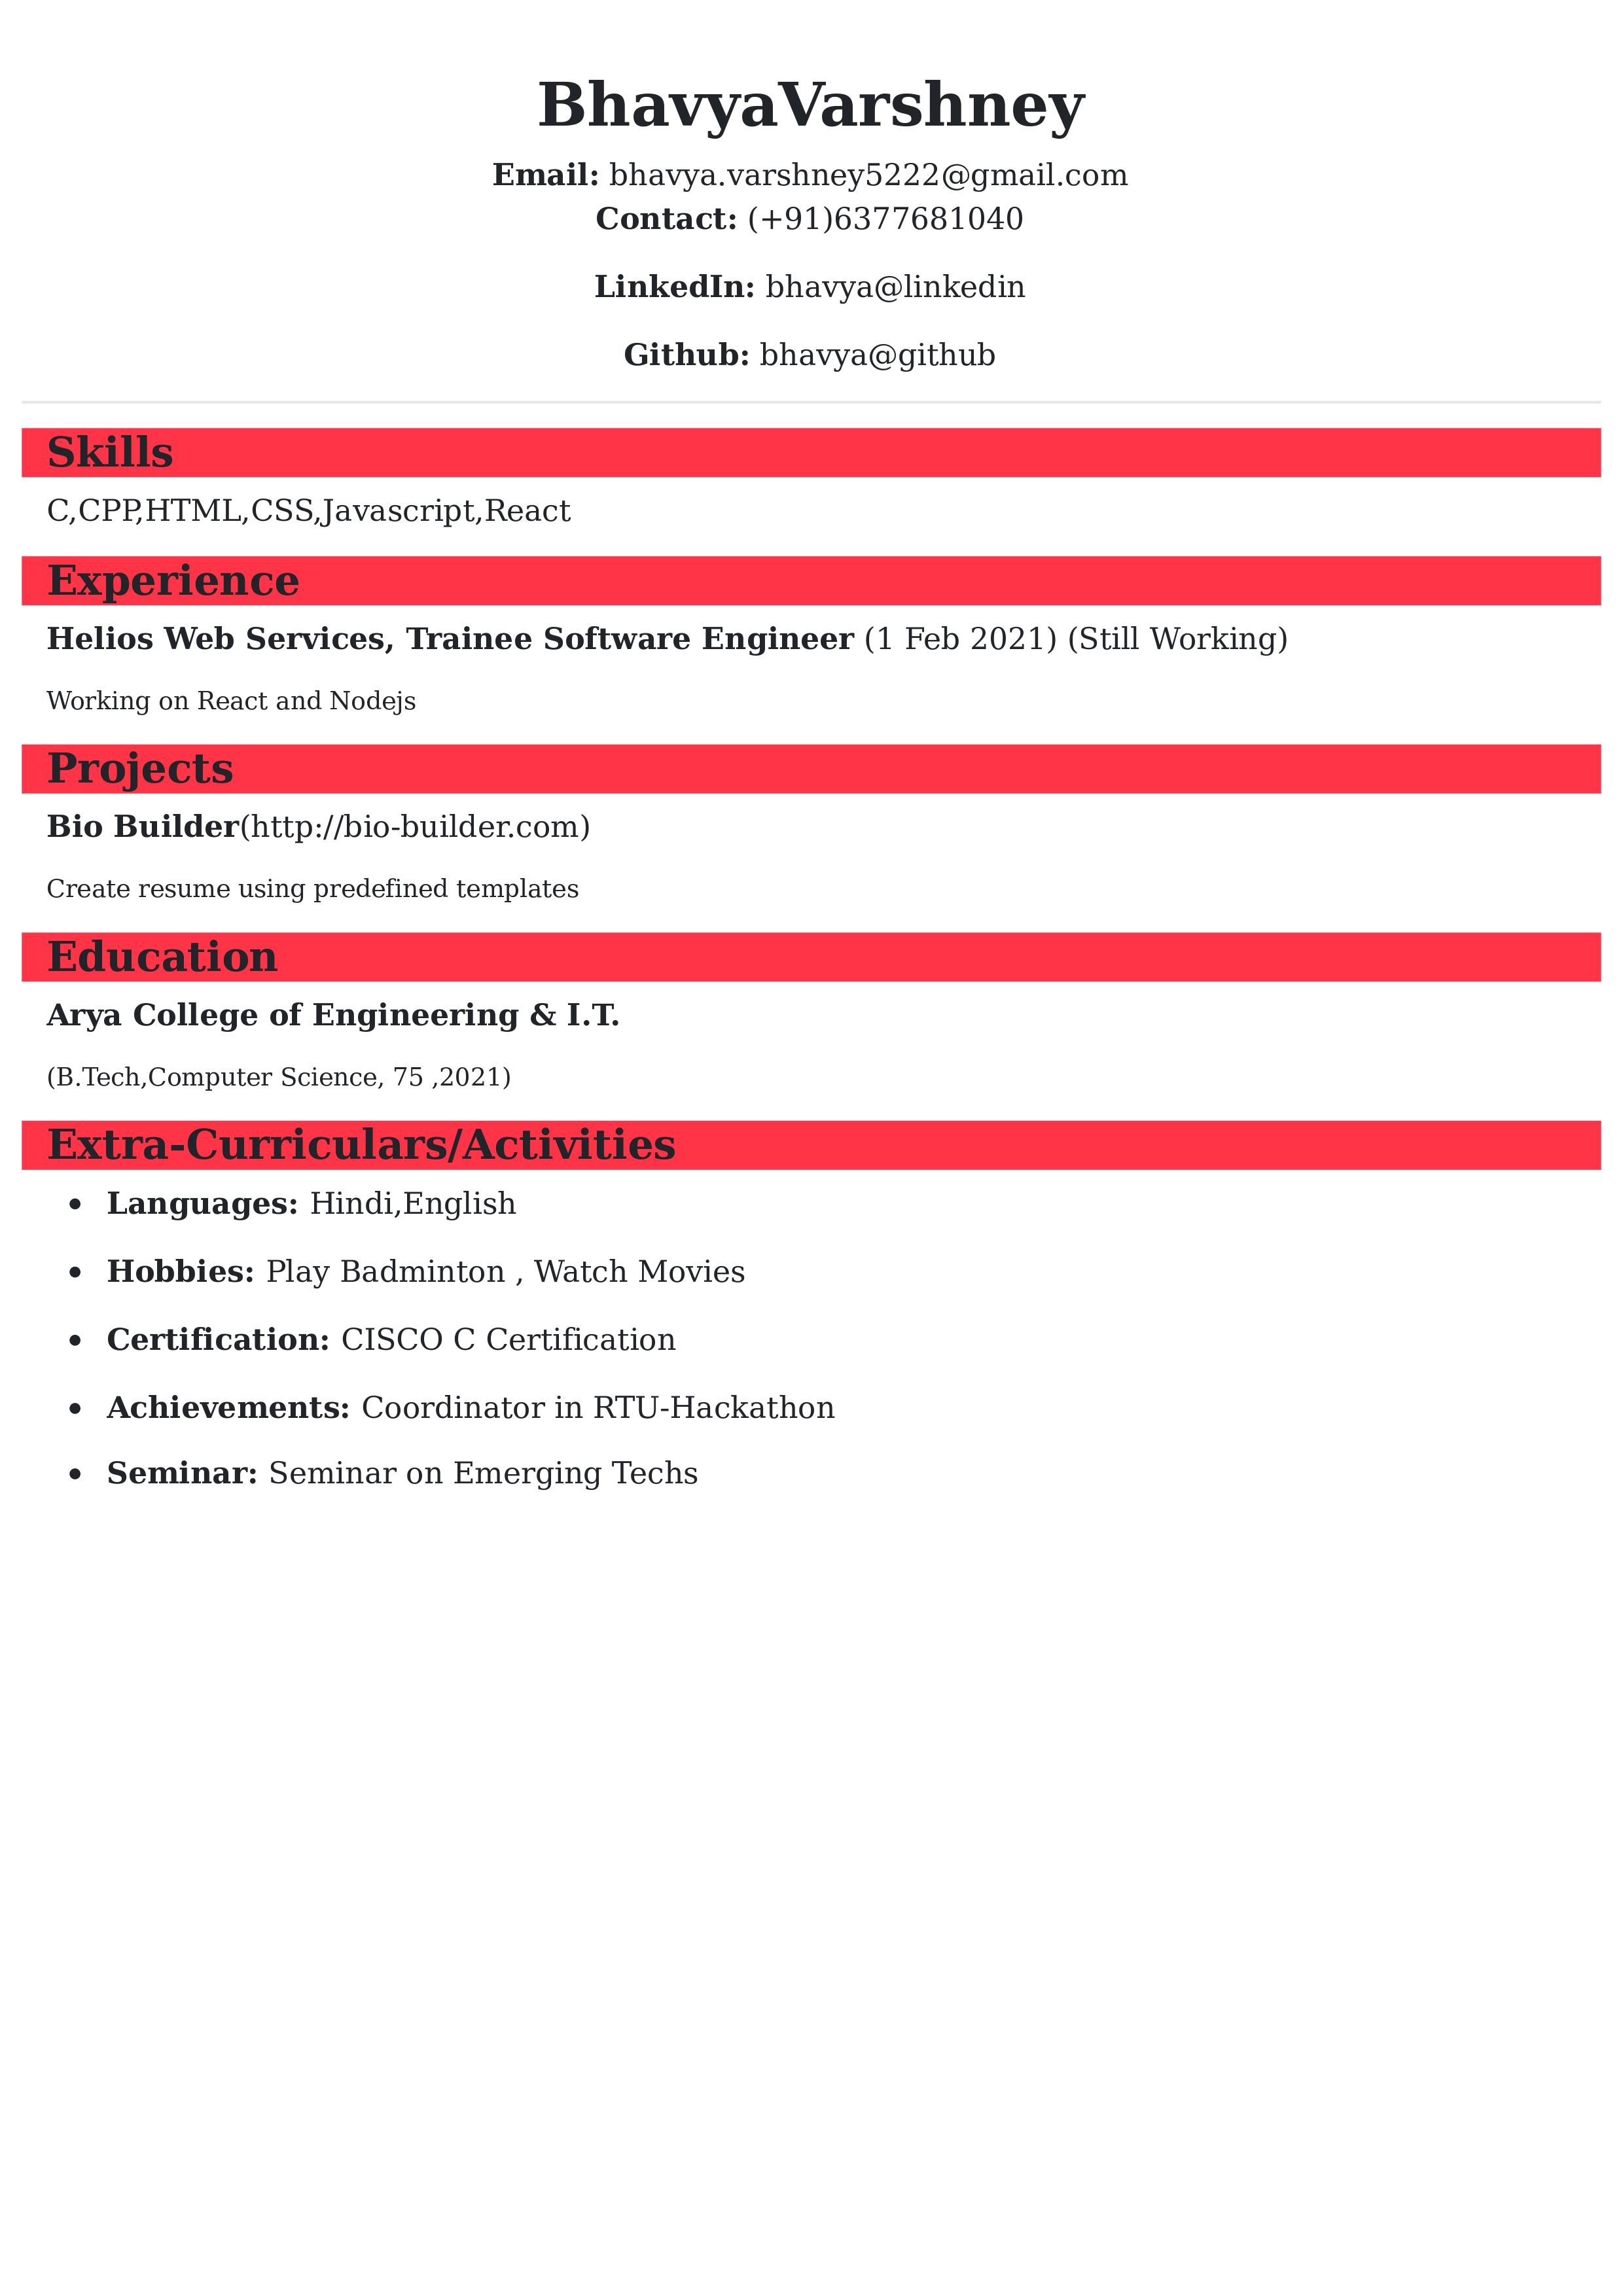 BhavyaVarshney
Email: bhavya.varshney5222@gmail.com
Contact: (+91)6377681040
LinkedIn: bhavya@linkedin
Github: bhavya@github
Skills
C,CPP,HTML,CSS,Javascript,React
Experience
Helios Web Services, Trainee Software Engineer (1 Feb 2021) (Still Working)
Working on React and Nodejs
Projects
Bio Builder(http://bio-builder.com)
Create resume using predefined templates
Education
Arya College of Engineering & I.T.
(B.Tech,Computer Science, 75 ,2021)
Extra-Curriculars/Activities
• Languages: Hindi,English
• Hobbies: Play Badminton , Watch Movies
• Certification: CISCO C Certification
• Achievements: Coordinator in RTU-Hackathon
• Seminar: Seminar on Emerging Techs